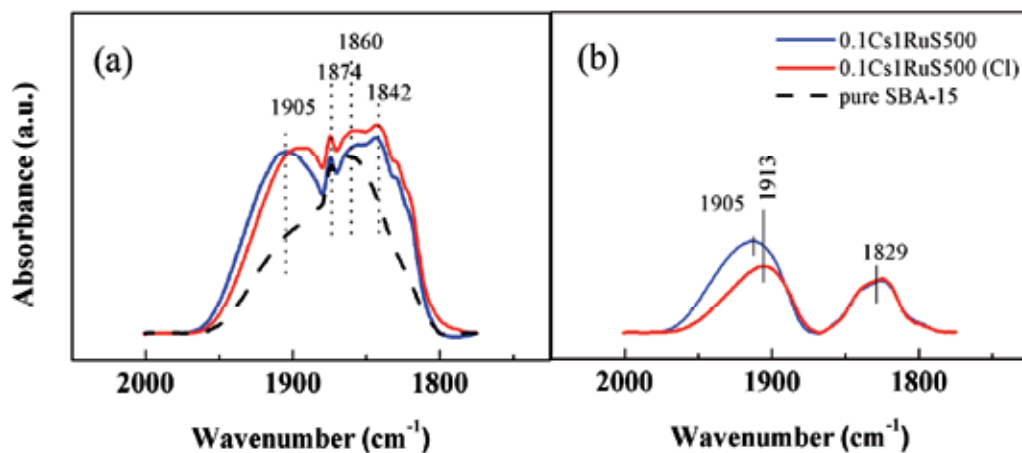 (a)
1860
1874
1905
1842
(b)
0.1Cs1RuS500
0.1Cs1RuS500 (Cl)
pure SBA-15
1905
1913
1829
Absorbance (a.u.)
2000 1900 1800
2000 1900 1800
Wavenumber (cm⁻¹)
Wavenumber (cm⁻¹)